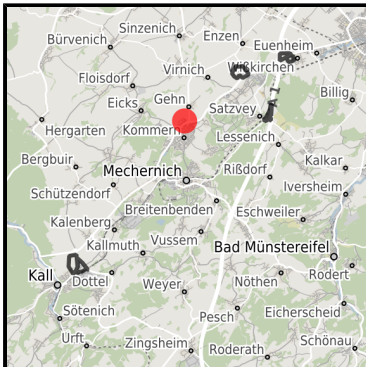 Sinzenich
Bürvenich
Enzen
Euenheim
Virnich
Wißkirchen
Floisdorf
Billig
Gehn
Eicks
Satzvey
Hergarten
Kommern
Lessenich
Bergbuir
Kalkar
Mechernich
Rißdorf
Schützendorf
Iversheim
Breitenbenden
Eschweiler
Kalenberg
Vussem
Kallmuth
Bad Münstereifel
Kall
Dottel
Rodert
Weyer
Nöthen
Sötenich
Pesch
Eicherscheid
Urft
Zingsheim
Roderath
Schönau